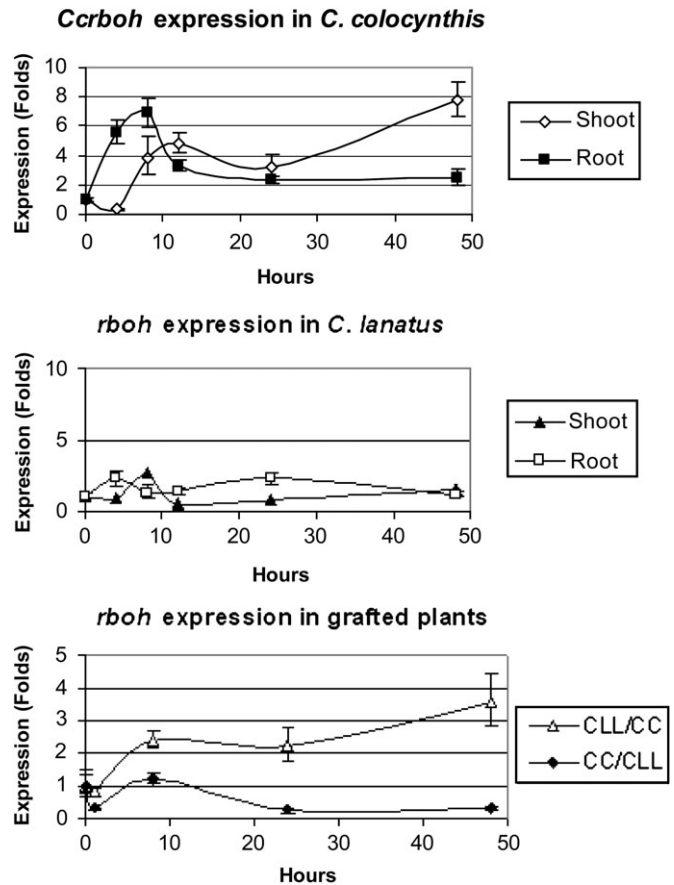 Ccrboh expression in C. colocynthis
Expression (Folds)
10
8
6
4
2
0
0 10 20 30 40 50
Hours
Shoot
Root
rboh expression in C. lanatus
Expression (Folds)
10
5
0
0 10 20 30 40 50
Hours
Shoot
Root
rboh expression in grafted plants
Expression (Folds)
5
4
3
2
1
0
0 10 20 30 40 50
Hours
CLL/CC
CC/CLL